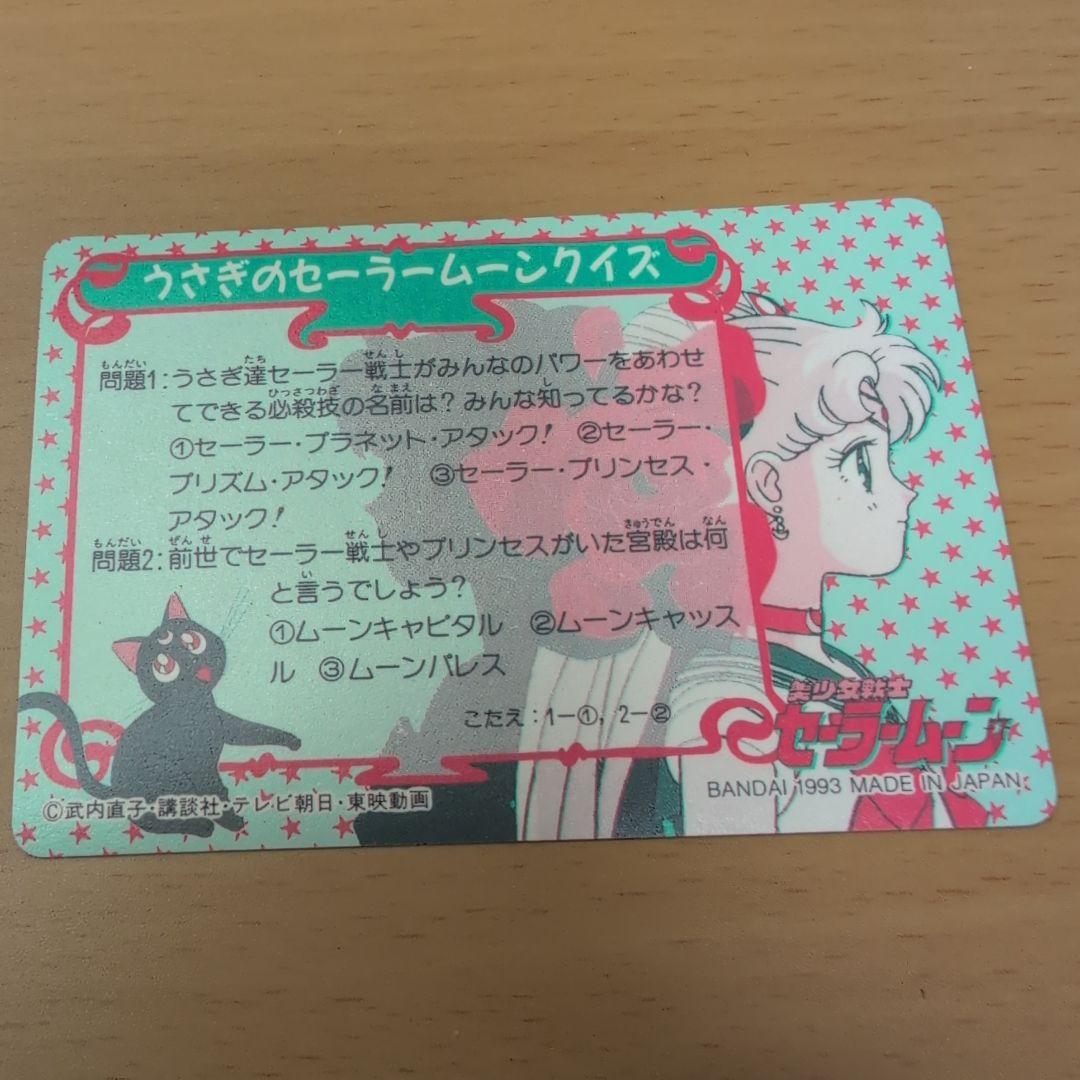 うさぎのセーラームーンクイズ
問題1:うさぎ達セーラー戦士がみんなのパワーをあわせ
てできる必殺技の名前は?みんな知ってるかな?
①セーラー・プラネット・アタック! ②セーラー・
プリズム・アタック! ③セーラー・プリンセス・
アタック!
問題2:前世でセーラー戦士やプリンセスがいた宮殿は何
と言うでしょう?
①ムーンキャピタル ②ムーンキャッス
ル ③ムーンパレス
こたえ:1-①, 2-②
美少女戦士
セーラームーンR
BANDAI 1993 MADE IN JAPAN
©武内直子・講談社・テレビ朝日・東映動画